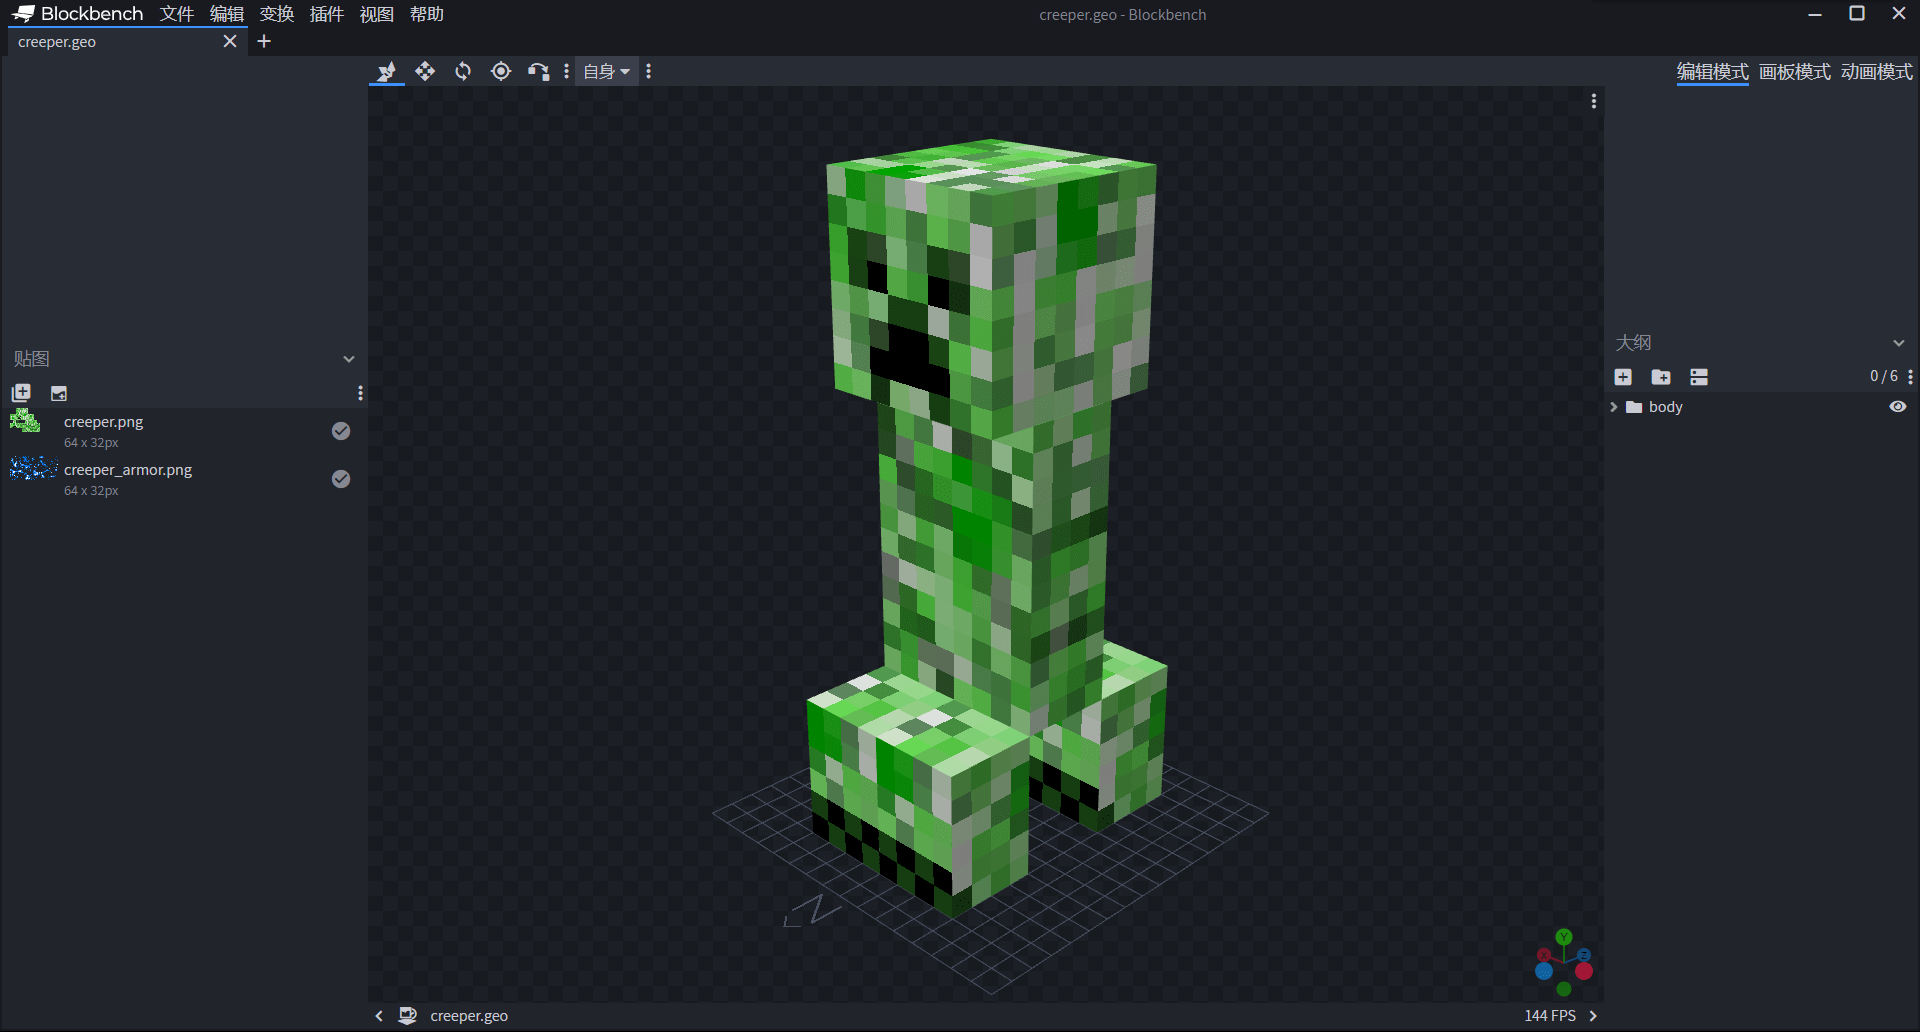 Blockbench 文件 编辑 变换 插件 视图 帮助
creeper.geo - Blockbench
creeper.geo
自身
编辑模式 画板模式 动画模式
贴图
creeper.png
64 x 32px
creeper_armor.png
64 x 32px
大纲
0 / 6
body
Y
X
Z
creeper.geo
144 FPS